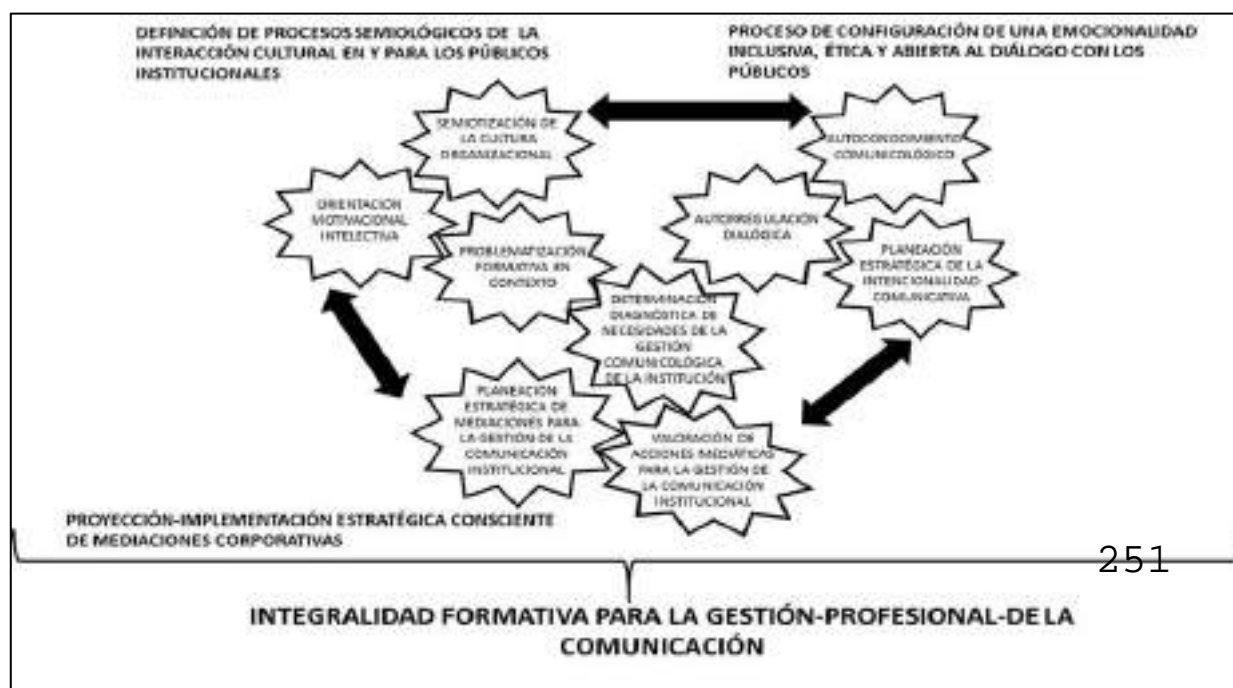 DEFINICIÓN DE PROCESOS SEMIOLÓGICOS DE LA
INTERACCIÓN CULTURAL EN Y PARA LOS PÚBLICOS
INSTITUCIONALES
PROCESO DE CONFIGURACIÓN DE UNA EMOCIONALIDAD
INCLUSIVA, ÉTICA Y ABIERTA AL DIÁLOGO CON LOS
PÚBLICOS
SEMIOTIZACIÓN DE
LA CULTURA
ORGANIZACIONAL
AUTOCONOCIMIENTO
COMUNICOLÓGICO
ORIENTACIÓN
MOTIVACIONAL
INTELECTIVA
AUTORREGULACIÓN
DIALÓGICA
PROBLEMATIZACIÓN
FORMATIVA EN
CONTEXTO
PLANEACIÓN
ESTRATÉGICA DE LA
INTENCIONALIDAD
COMUNICATIVA
DETERMINACIÓN
DIAGNÓSTICA DE
NECESIDADES DE LA
GESTIÓN
COMUNICOLÓGICA
DE LA INSTITUCIÓN
PLANEACIÓN
ESTRATÉGICA DE
MEDIACIONES PARA
LA GESTIÓN DE LA
COMUNICACIÓN
INSTITUCIONAL
VALORACIÓN DE
ACCIONES MEDIÁTICAS
PARA LA GESTIÓN DE
LA COMUNICACIÓN
INSTITUCIONAL
PROYECCIÓN-IMPLEMENTACIÓN ESTRATÉGICA CONSCIENTE
DE MEDIACIONES CORPORATIVAS
251
INTEGRALIDAD FORMATIVA PARA LA GESTIÓN-PROFESIONAL-DE LA
COMUNICACIÓN